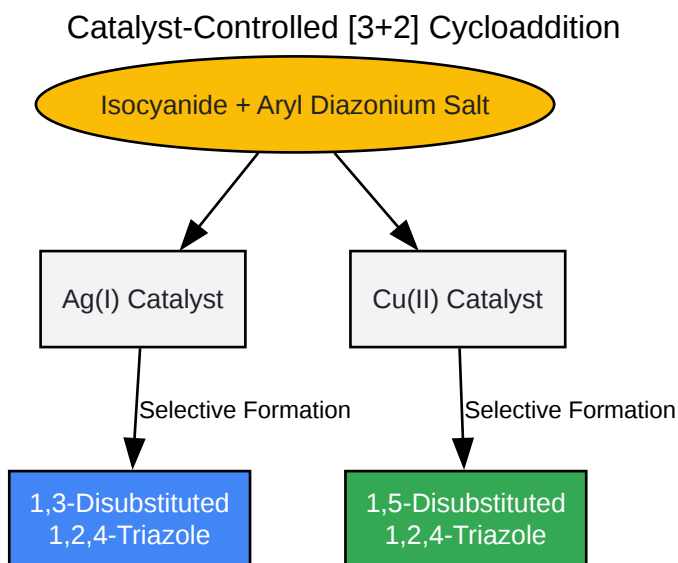 Catalyst-Controlled [3+2] Cycloaddition
Isocyanide + Aryl Diazonium Salt
Ag(I) Catalyst
Cu(II) Catalyst
Selective Formation
Selective Formation
1,3-Disubstituted
1,2,4-Triazole
1,5-Disubstituted
1,2,4-Triazole